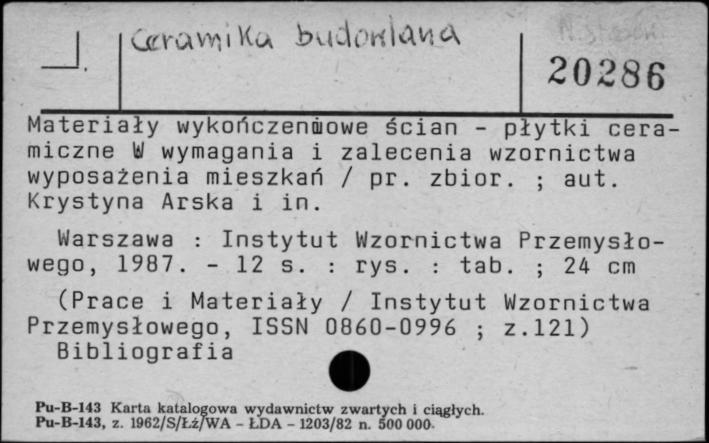 ceramika budowlana
20286
Materiały wykończeniowe ścian - płytki cera-
miczne W wymagania i zalecenia wzornictwa
wyposażenia mieszkań / pr. zbior. ; aut.
Krystyna Arska i in.
Warszawa : Instytut Wzornictwa Przemysło-
wego, 1987. - 12 s. : rys. : tab. ; 24 cm
(Prace i Materiały / Instytut Wzornictwa
Przemysłowego, ISSN 0860-0996 ; z.121)
Bibliografia
Pu-B-143 Karta katalogowa wydawnictw zwartych i ciągłych.
Pu-B-143, z. 1962/S/Łż/WA - ŁDA - 1203/82 n. 500 000.